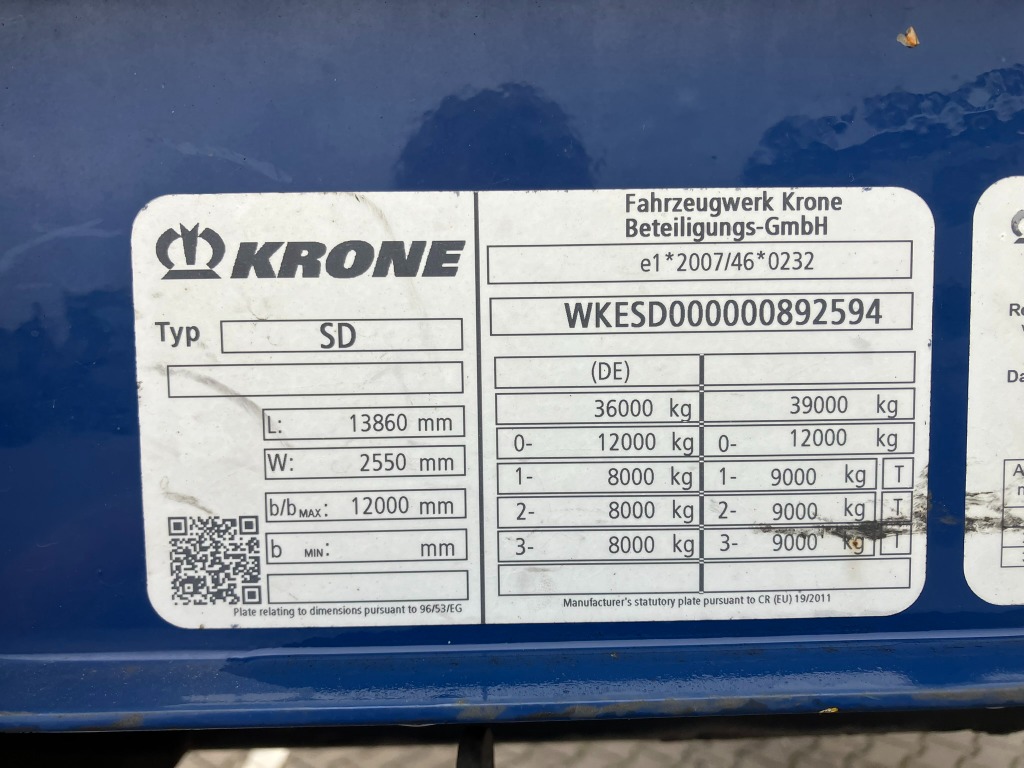 KRONE
Typ SD
L: 13860 mm
W: 2550 mm
b/b MAX: 12000 mm
b MIN: mm
Plate relating to dimensions pursuant to 96/53/EG
Fahrzeugwerk Krone
Beteiligungs-GmbH
e1*2007/46*0232
WKESD000000892594
(DE)
36000 kg 39000 kg
0- 12000 kg 0- 12000 kg
1- 8000 kg 1- 9000 kg T
2- 8000 kg 2- 9000 kg T
3- 8000 kg 3- 9000 kg T
Manufacturer's statutory plate pursuant to CR (EU) 19/2011